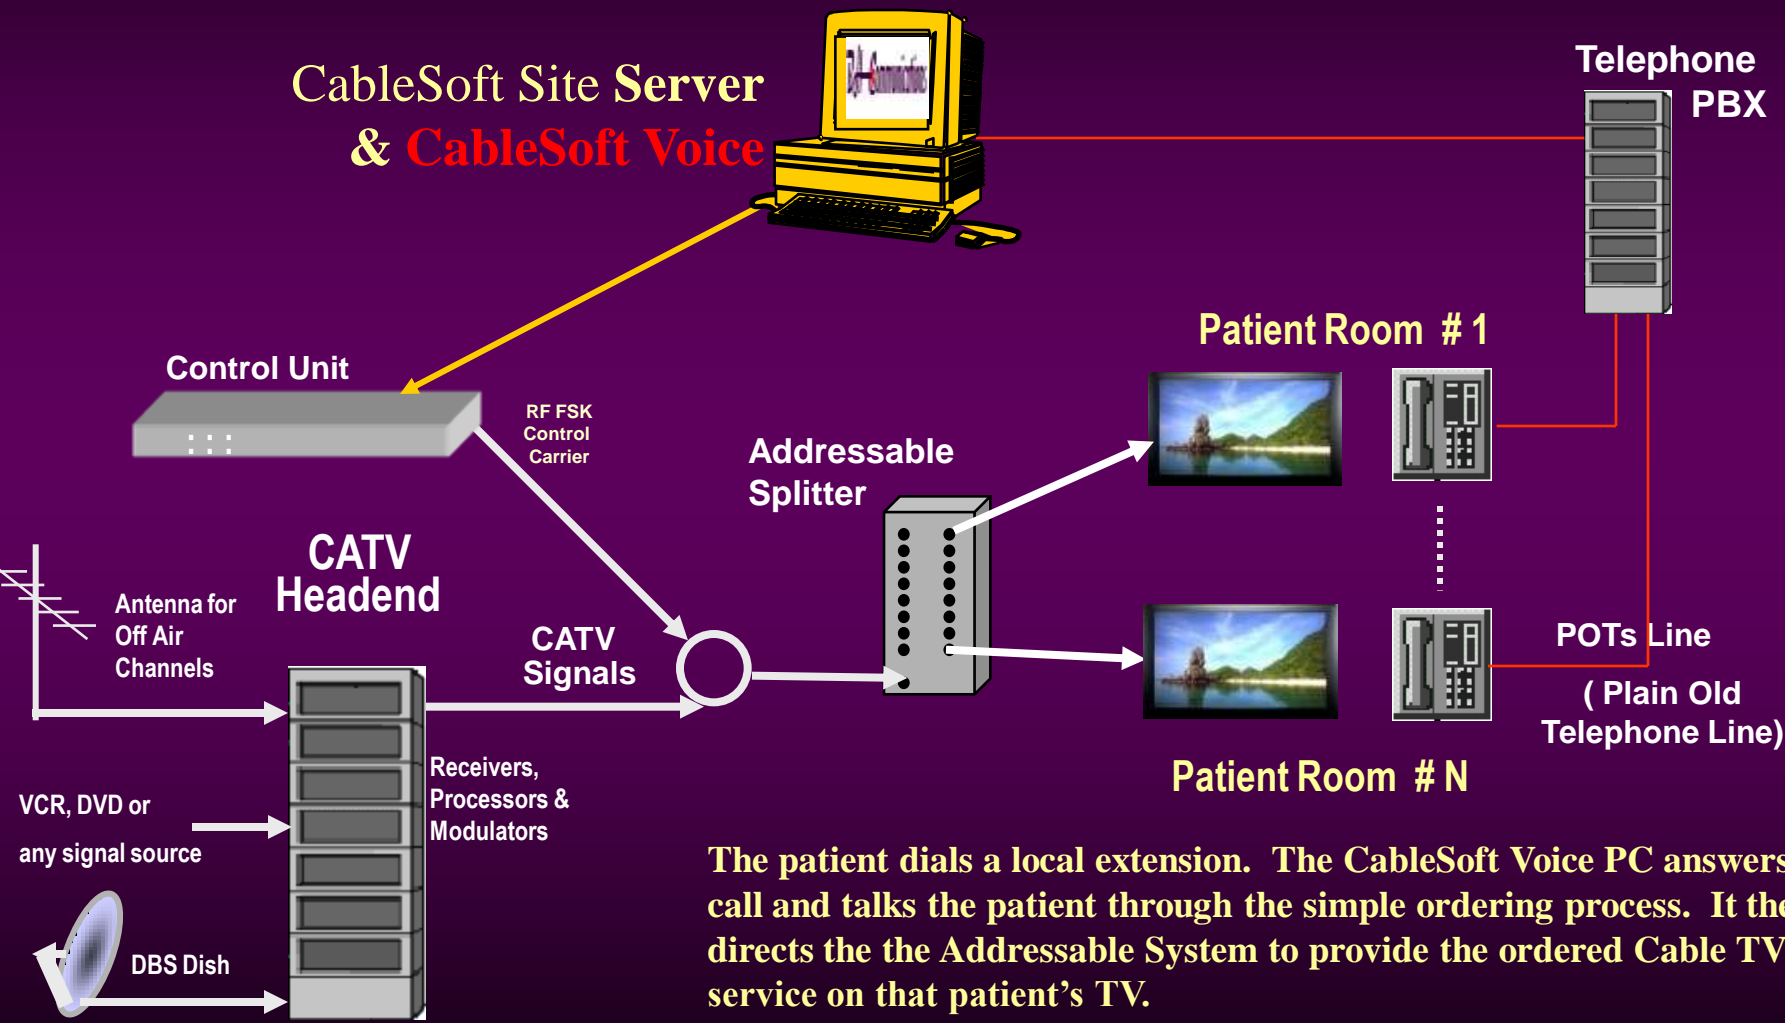 CableSoft Site Server
& CableSoft Voice
Telephone
PBX
Control Unit
RF FSK
Control
Carrier
Patient Room # 1
Addressable
Splitter
CATV
Headend
Antenna for
Off Air
Channels
CATV
Signals
POTs Line
( Plain Old
Telephone Line)
Receivers,
Processors &
Modulators
Patient Room # N
VCR, DVD or
any signal source
DBS Dish
The patient dials a local extension. The CableSoft Voice PC answers
call and talks the patient through the simple ordering process. It the
directs the the Addressable System to provide the ordered Cable TV
service on that patient's TV.